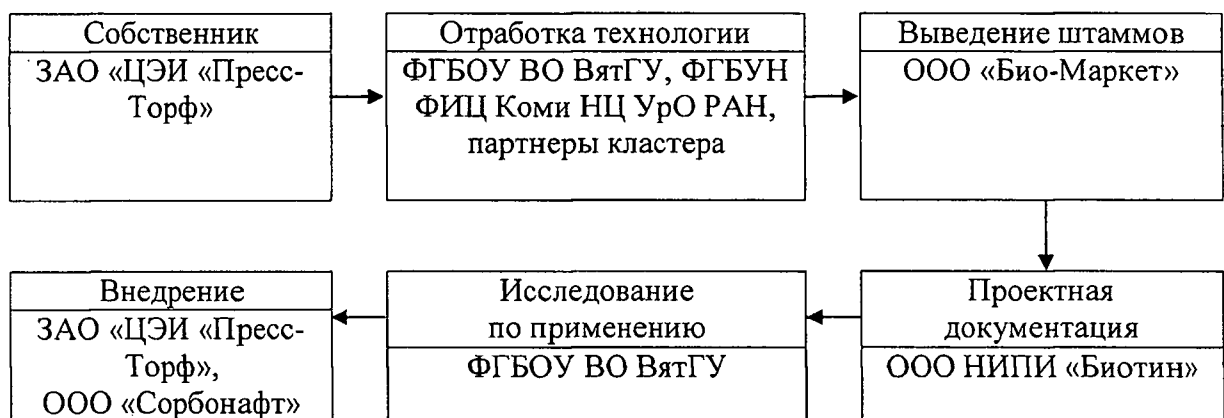 Собственник
ЗАО «ЦЭИ «Пресс-
Торф»
Отработка технологии
ФГБОУ ВО ВятГУ, ФГБУН
ФИЦ Коми НЦ УрО РАН,
партнеры кластера
Выведение штаммов
ООО «Био-Маркет»
Проектная
документация
ООО НИПИ «Биотин»
Исследование
по применению
ФГБОУ ВО ВятГУ
Внедрение
ЗАО «ЦЭИ «Пресс-
Торф»,
ООО «Сорбонафт»